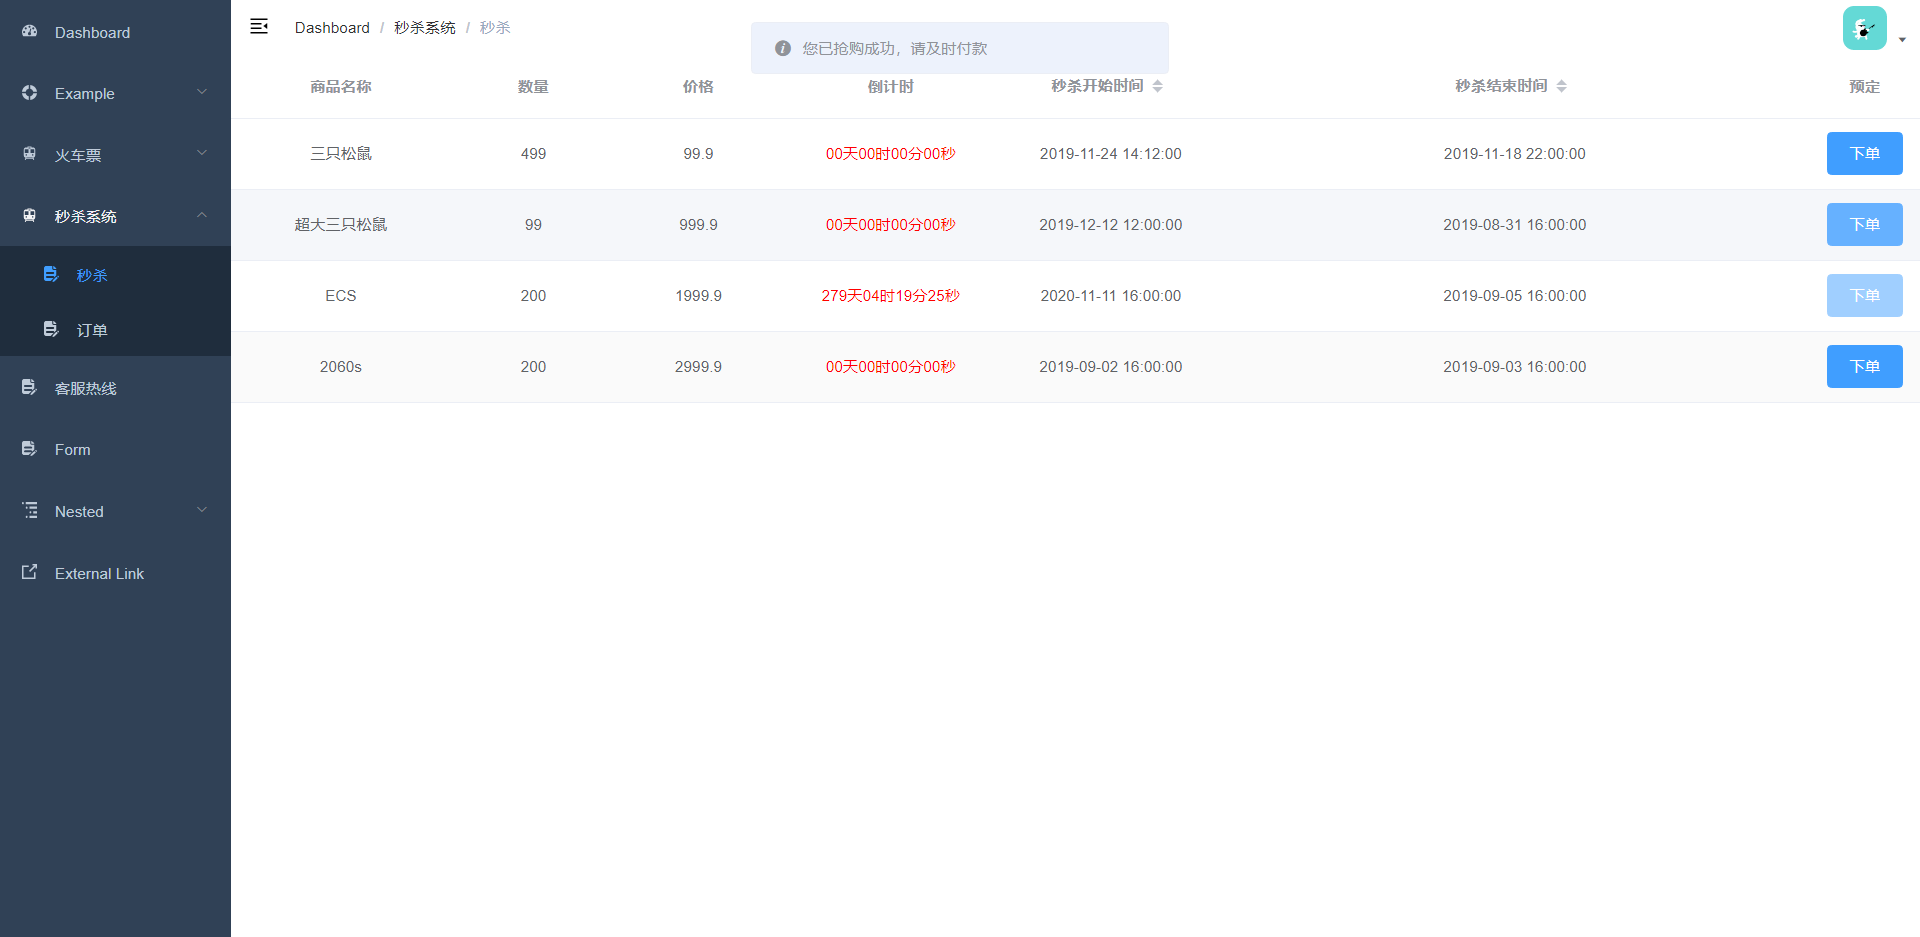 Dashboard
Example
火车票
秒杀系统
秒杀
订单
客服热线
Form
Nested
External Link
Dashboard / 秒杀系统 / 秒杀
您已抢购成功，请及时付款
商品名称 数量 价格 倒计时 秒杀开始时间 秒杀结束时间 预定
三只松鼠 499 99.9 00天00时00分00秒 2019-11-24 14:12:00 2019-11-18 22:00:00 下单
超大三只松鼠 99 999.9 00天00时00分00秒 2019-12-12 12:00:00 2019-08-31 16:00:00 下单
ECS 200 1999.9 279天04时19分25秒 2020-11-11 16:00:00 2019-09-05 16:00:00 下单
2060s 200 2999.9 00天00时00分00秒 2019-09-02 16:00:00 2019-09-03 16:00:00 下单